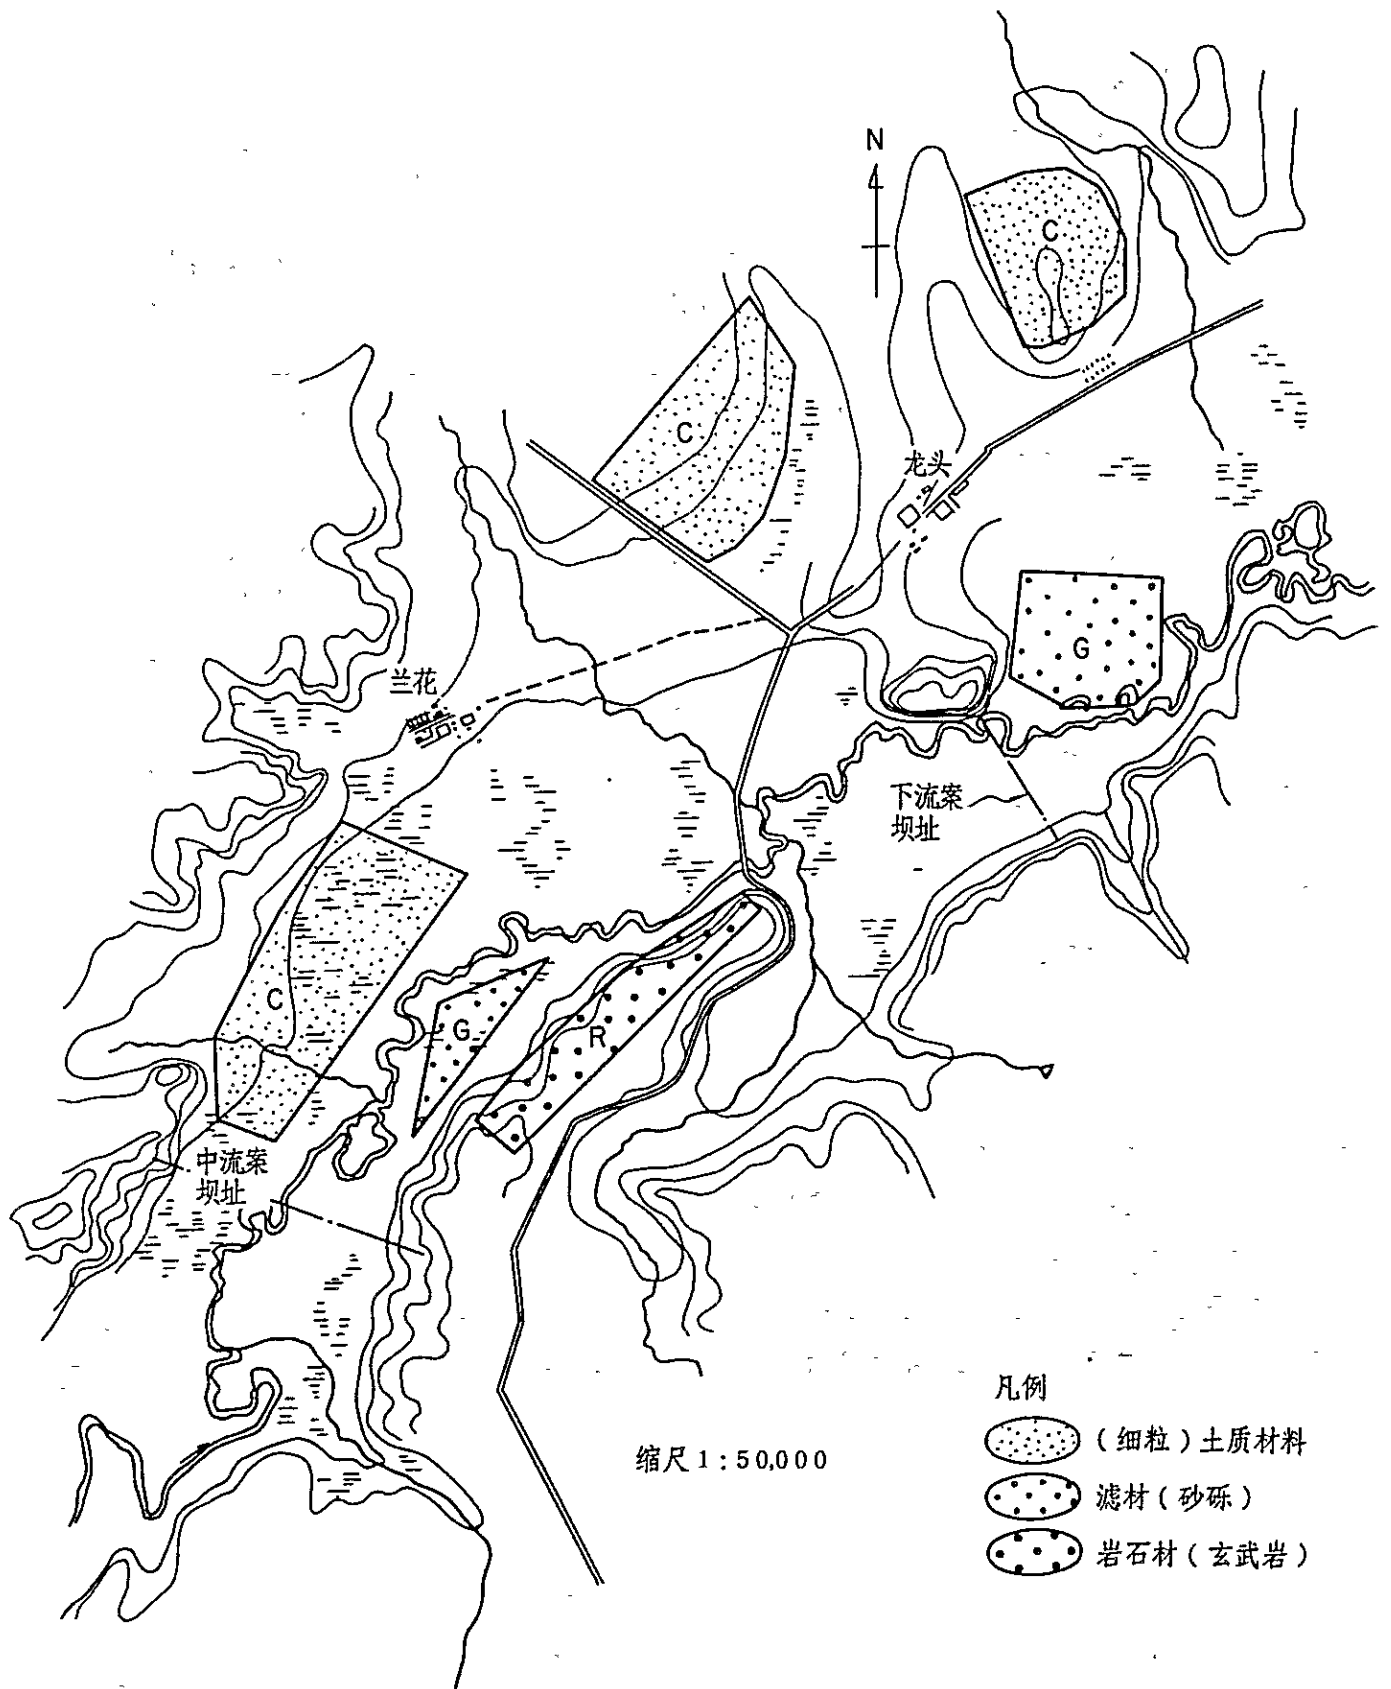 N
C
C
龙头
G
兰花
下流案
坝址
C
G
R
中流案
坝址
凡例
(细粒)土质材料
缩尺1:50,000
滤材(砂砾)
岩石材(玄武岩)